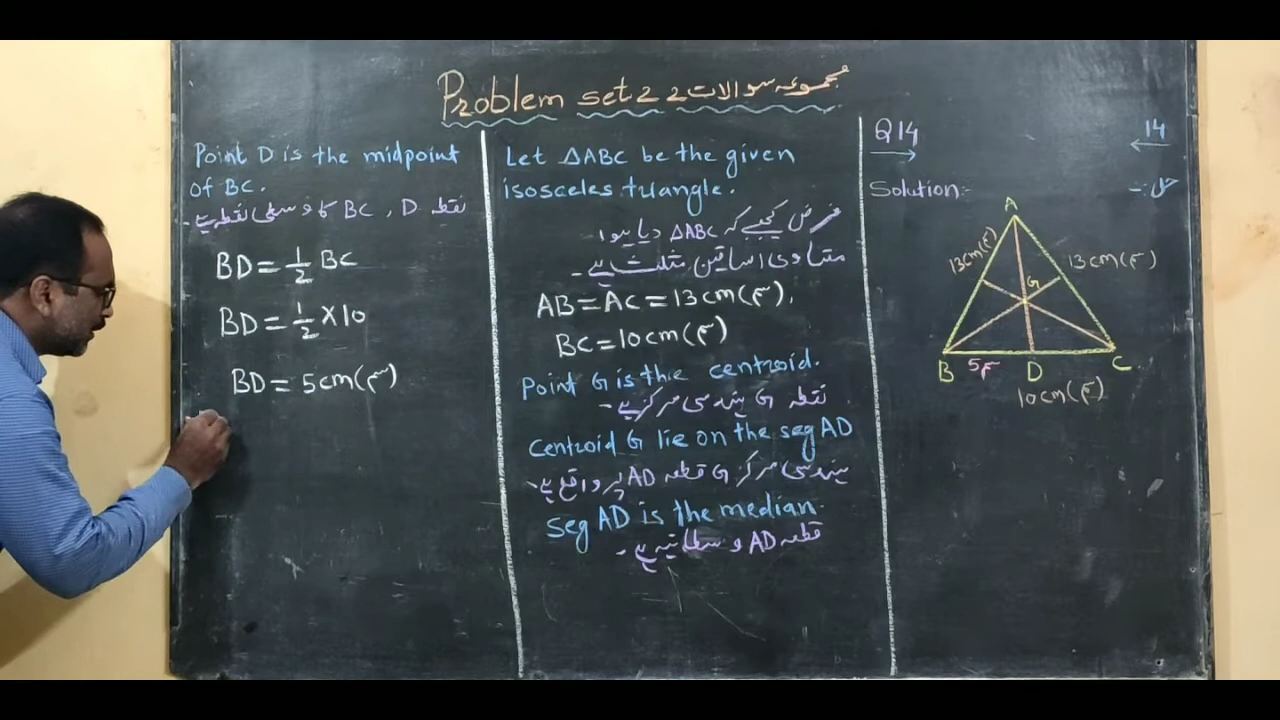 Problem set 2 2 مجموعہ سوالات
Point D is the midpoint
of BC.
نقطہ D، BC کا وسطی نقطہ ہے۔
BD = 1/2 BC
BD = 1/2 × 10
BD = 5cm(سم)
Let △ABC be the given
isosceles triangle.
فرض کیجیے کہ △ABC دیا ہوا
متساوی الساقین مثلث ہے۔
AB = AC = 13cm(سم),
BC = 10cm(سم)
Point G is the centroid.
نقطہ G ہندسی مرکز ہے۔
Centroid G lie on the seg AD
ہندسی مرکز G قطعہ AD پر واقع ہے۔
seg AD is the median.
قطعہ AD وسطانیہ ہے۔
Q14 14
Solution:- حل:-
A
13cm(سم) 13cm(سم)
G
B 5سم D C
10cm(سم)